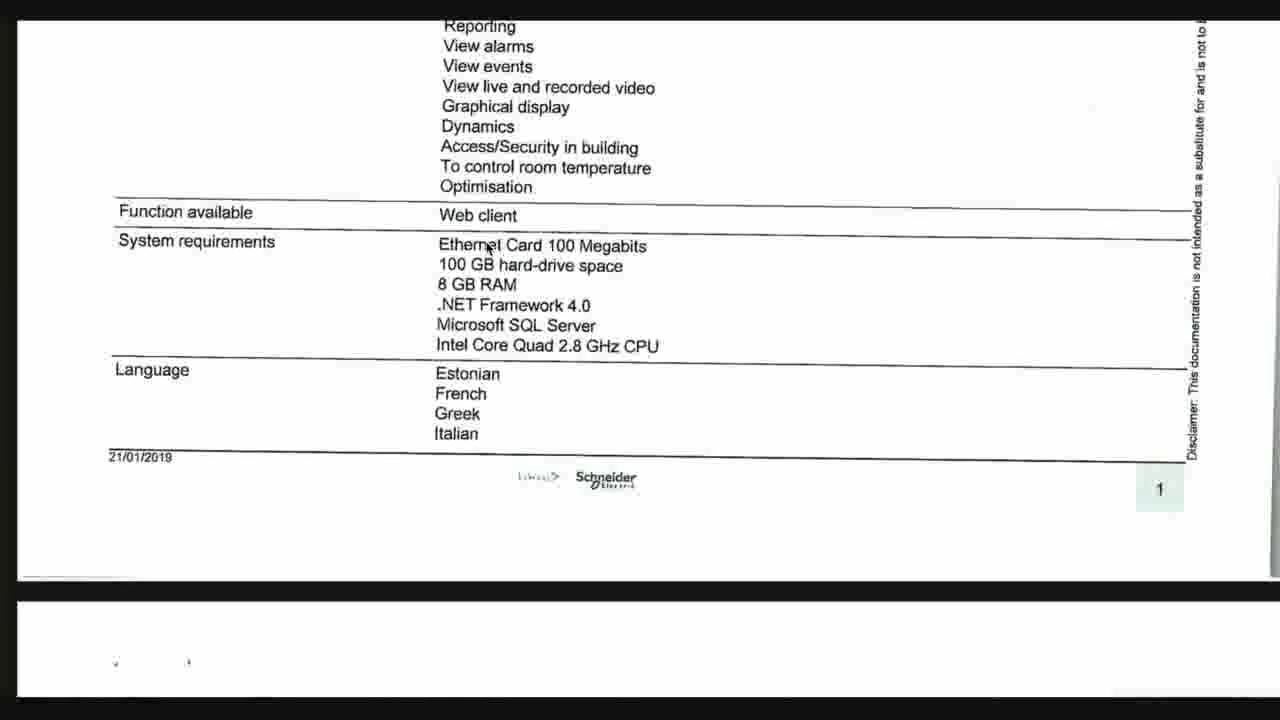 Reporting
View alarms
View events
View live and recorded video
Graphical display
Dynamics
Access/Security in building
To control room temperature
Optimisation
Function available Web client
System requirements Ethernet Card 100 Megabits
100 GB hard-drive space
8 GB RAM
.NET Framework 4.0
Microsoft SQL Server
Intel Core Quad 2.8 GHz CPU
Language Estonian
French
Greek
Italian
21/01/2019
Schneider
Electric
1
Disclaimer: This documentation is not intended as a substitute for and is not to